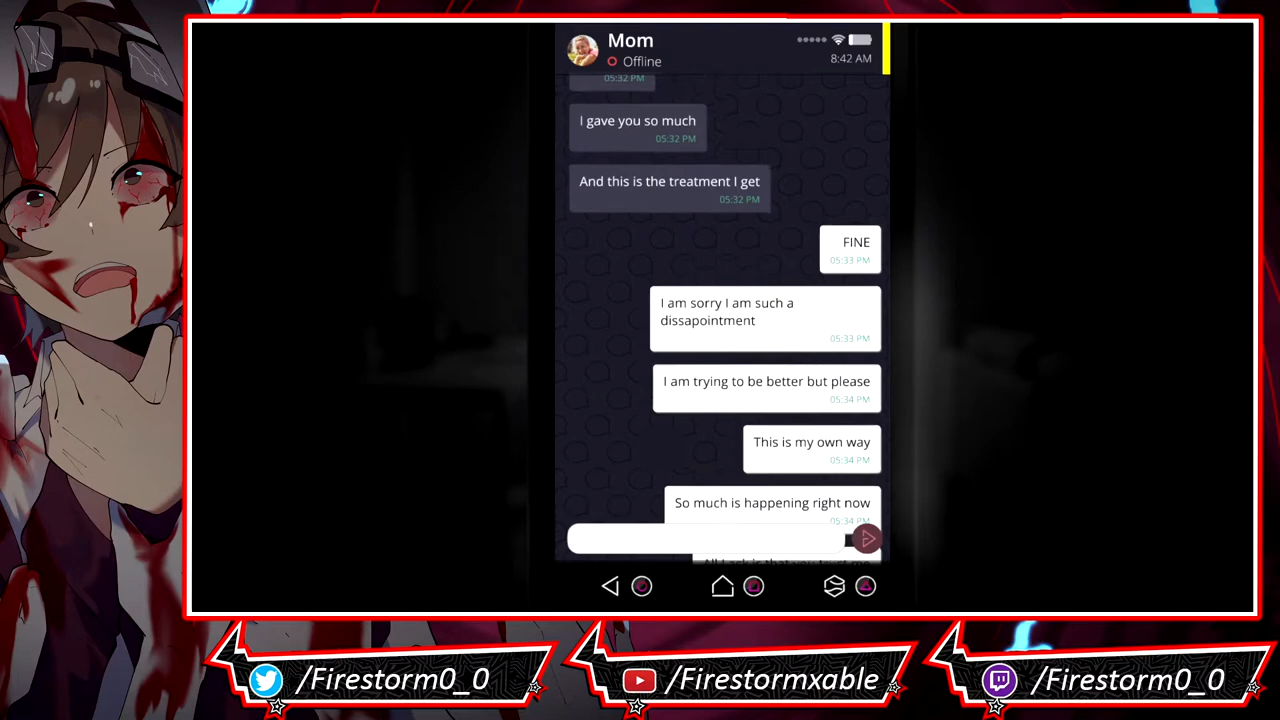 Mom
Offline
8:42 AM
05:32 PM
I gave you so much
05:32 PM
And this is the treatment I get
05:32 PM
FINE
05:33 PM
I am sorry I am such a
dissapointment
05:33 PM
I am trying to be better but please
05:34 PM
This is my own way
05:34 PM
So much is happening right now
05:34 PM
/Firestorm0_0
/Firestormxable
/Firestorm0_0